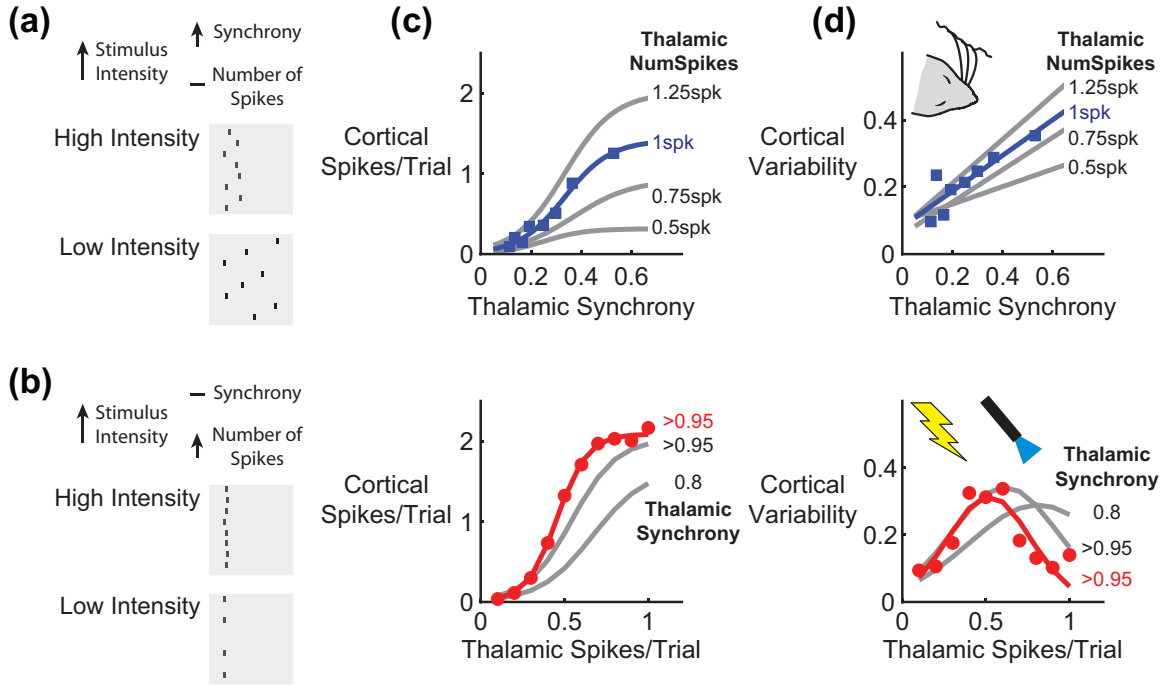 (a)
Stimulus
Intensity
Synchrony
Number of
Spikes
High Intensity
Low Intensity
(c)
2
1
0
Cortical
Spikes/Trial
Thalamic
NumSpikes
1.25spk
1spk
0.75spk
0.5spk
0 0.2 0.4 0.6
Thalamic Synchrony
(d)
0.4
0.2
0
Cortical
Variability
Thalamic
NumSpikes
1.25spk
1spk
0.75spk
0.5spk
0 0.2 0.4 0.6
Thalamic Synchrony
(b)
Stimulus
Intensity
Synchrony
Number of
Spikes
High Intensity
Low Intensity
2
1
0
Cortical
Spikes/Trial
>0.95
>0.95
0.8
Thalamic
Synchrony
0 0.5 1
Thalamic Spikes/Trial
0.4
0.2
0
Cortical
Variability
Thalamic
Synchrony
0.8
>0.95
>0.95
0 0.5 1
Thalamic Spikes/Trial